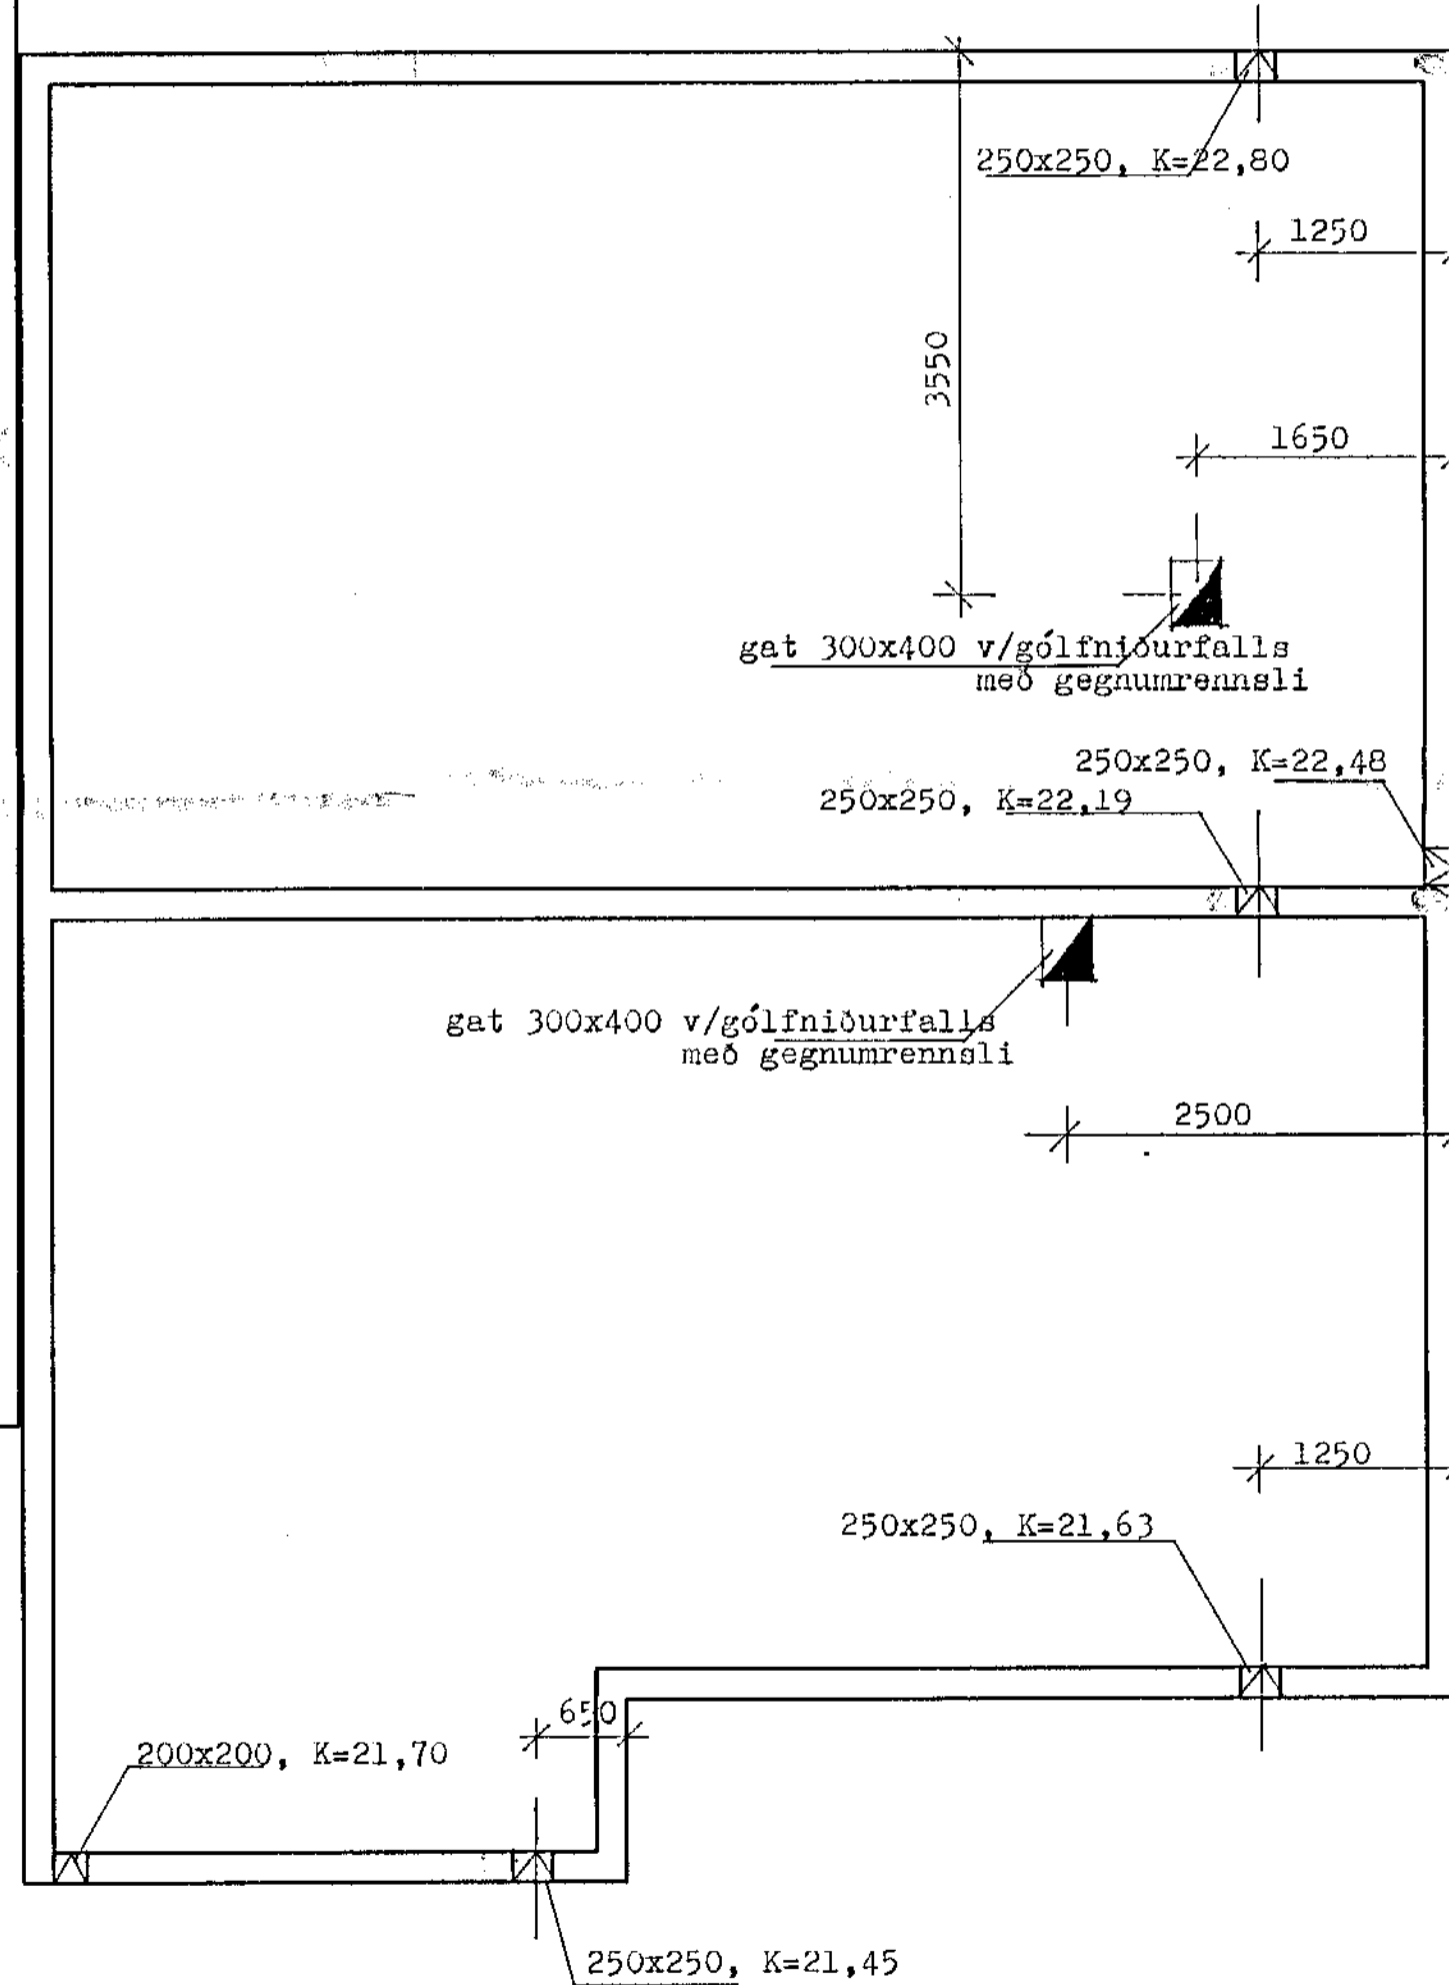 250x250, K=22,80
1250
3550
1650
gat 300x400 v/gólfniðurfalls
með gegnumrennsli
250x250, K=22,48
250x250, K=22,19
gat 300x400 v/gólfniðurfalls
með gegnumrennsli
2500
1250
250x250, K=21,63
650
200x200, K=21,70
250x250, K=21,45